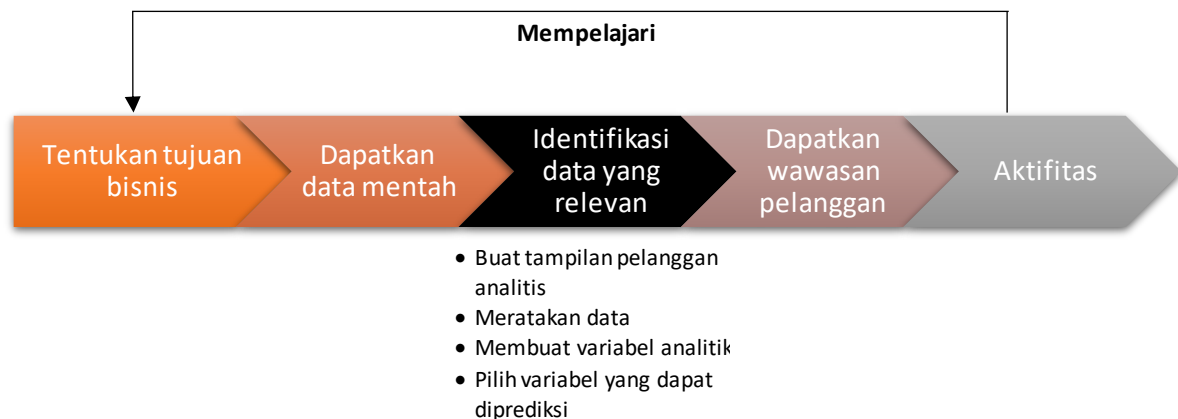 Mempelajari
Tentukan tujuan
bisnis
Dapatkan
data mentah
Identifikasi
data yang
relevan
Dapatkan
wawasan
pelanggan
Aktifitas
• Buat tampilan pelanggan
analitis
• Meratakan data
• Membuat variabel analitik
• Pilih variabel yang dapat
diprediksi